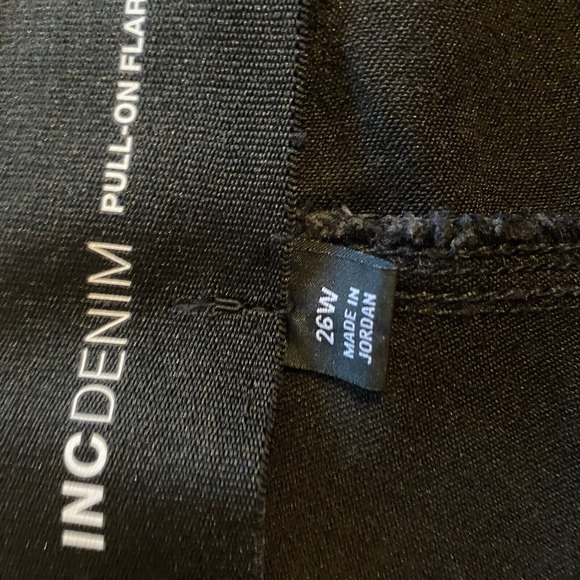 INCDENIM PULL-ON FLAR
26W
MADE IN
JORDAN